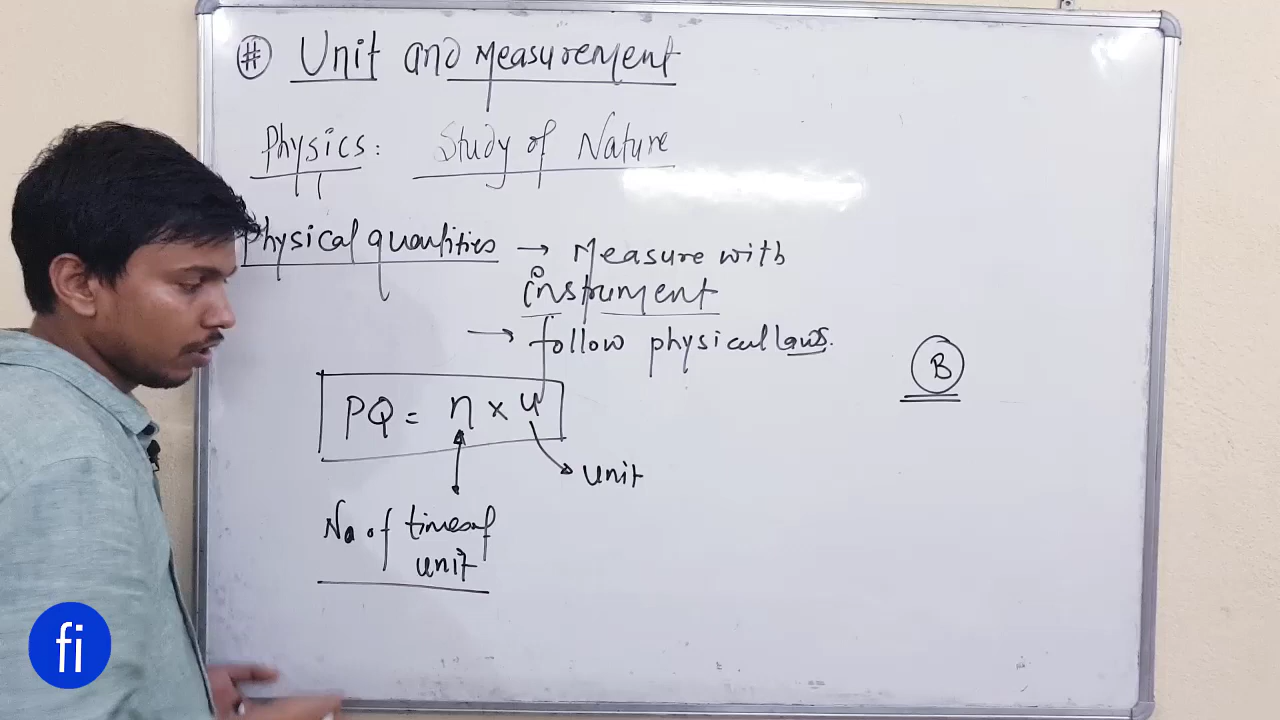 # Unit and Measurement
Physics: Study of Nature
Physical quantities → Measure with
instrument
→ follow physical laws.
B
PQ = n × u
unit
No of times of
unit
fi